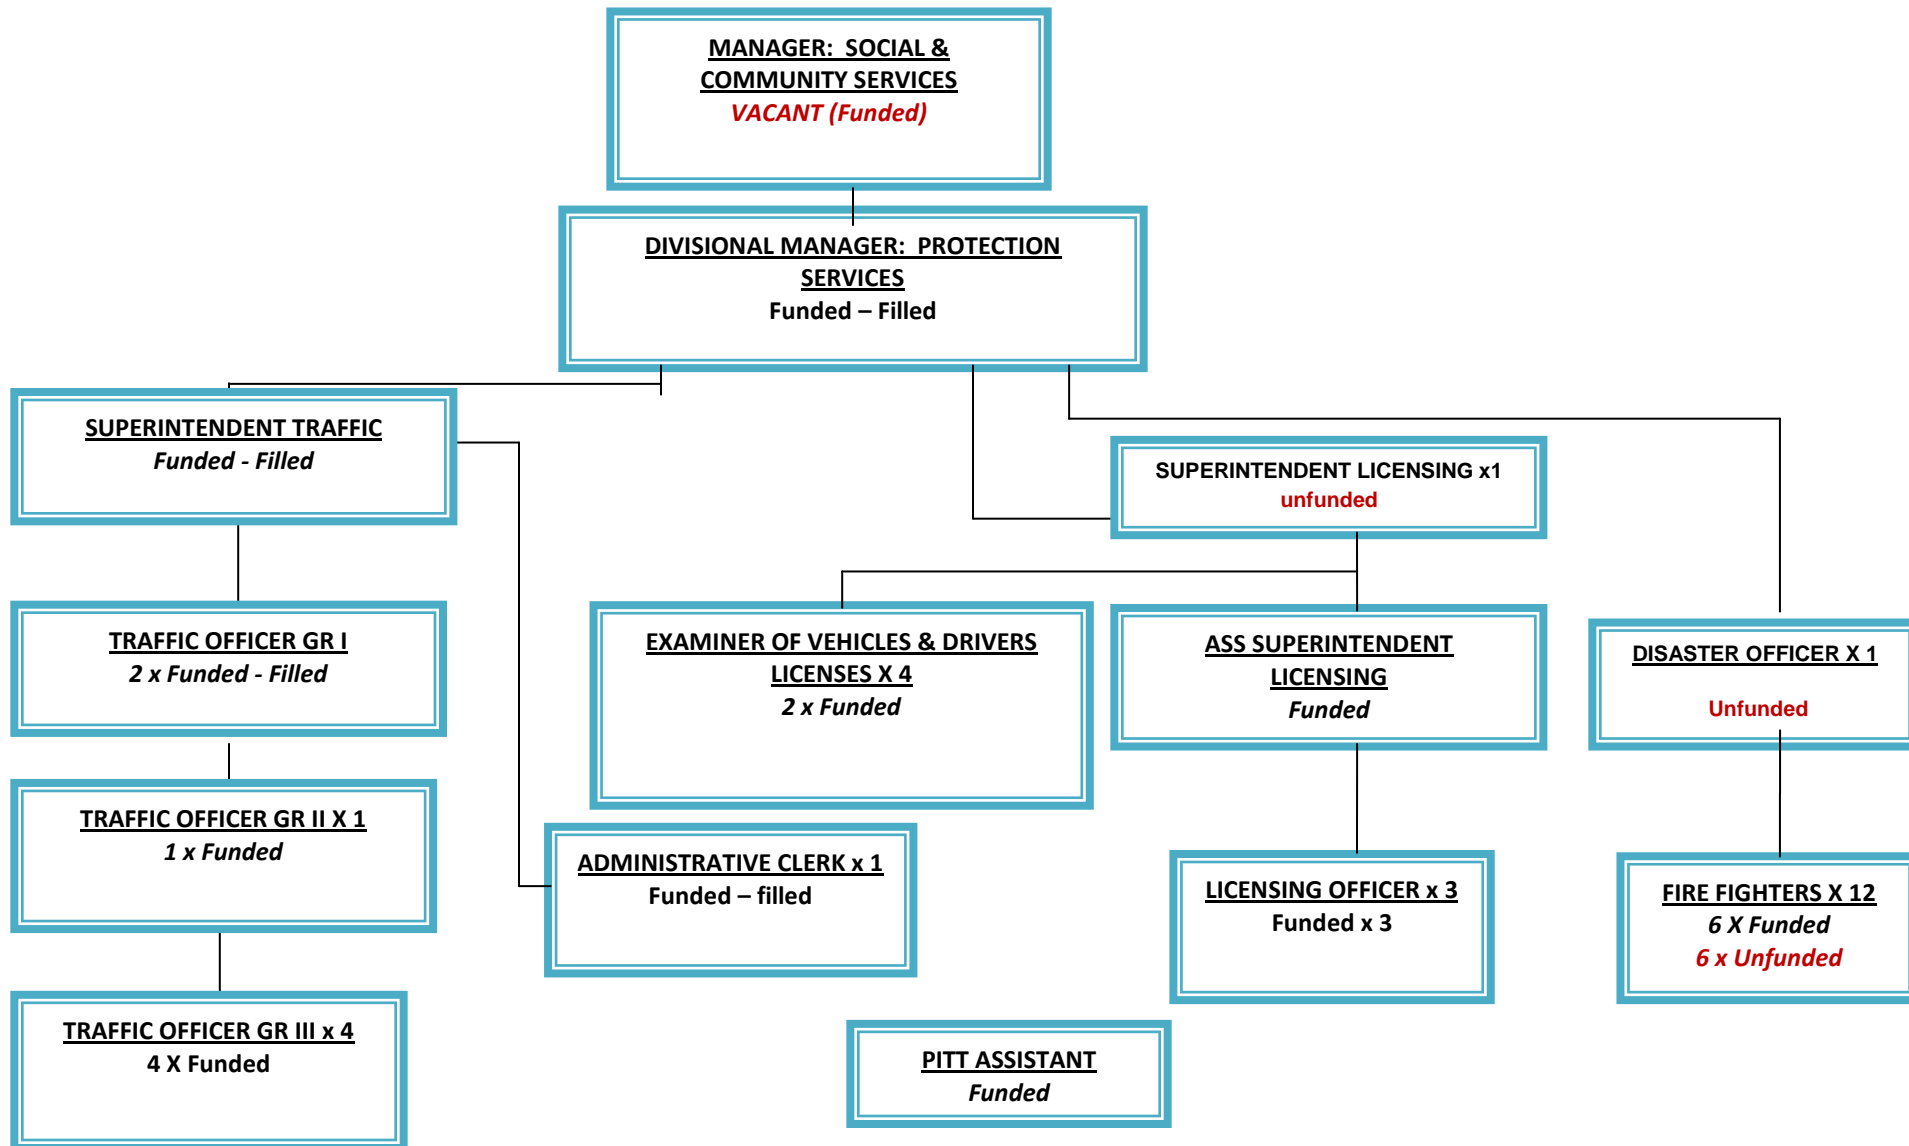 MANAGER:  SOCIAL &
COMMUNITY SERVICES
VACANT (Funded)
DIVISIONAL MANAGER:  PROTECTION
SERVICES
Funded – Filled
SUPERINTENDENT TRAFFIC
Funded - Filled
SUPERINTENDENT LICENSING x1
unfunded
TRAFFIC OFFICER GR I
2 x Funded - Filled
EXAMINER OF VEHICLES & DRIVERS
LICENSES X 4
2 x Funded
ASS SUPERINTENDENT
LICENSING
Funded
DISASTER OFFICER X 1
Unfunded
TRAFFIC OFFICER GR II X 1
1 x Funded
ADMINISTRATIVE CLERK x 1
Funded – filled
LICENSING OFFICER x 3
Funded x 3
FIRE FIGHTERS X 12
6 X Funded
6 x Unfunded
TRAFFIC OFFICER GR III x 4
4 X Funded
PITT ASSISTANT
Funded